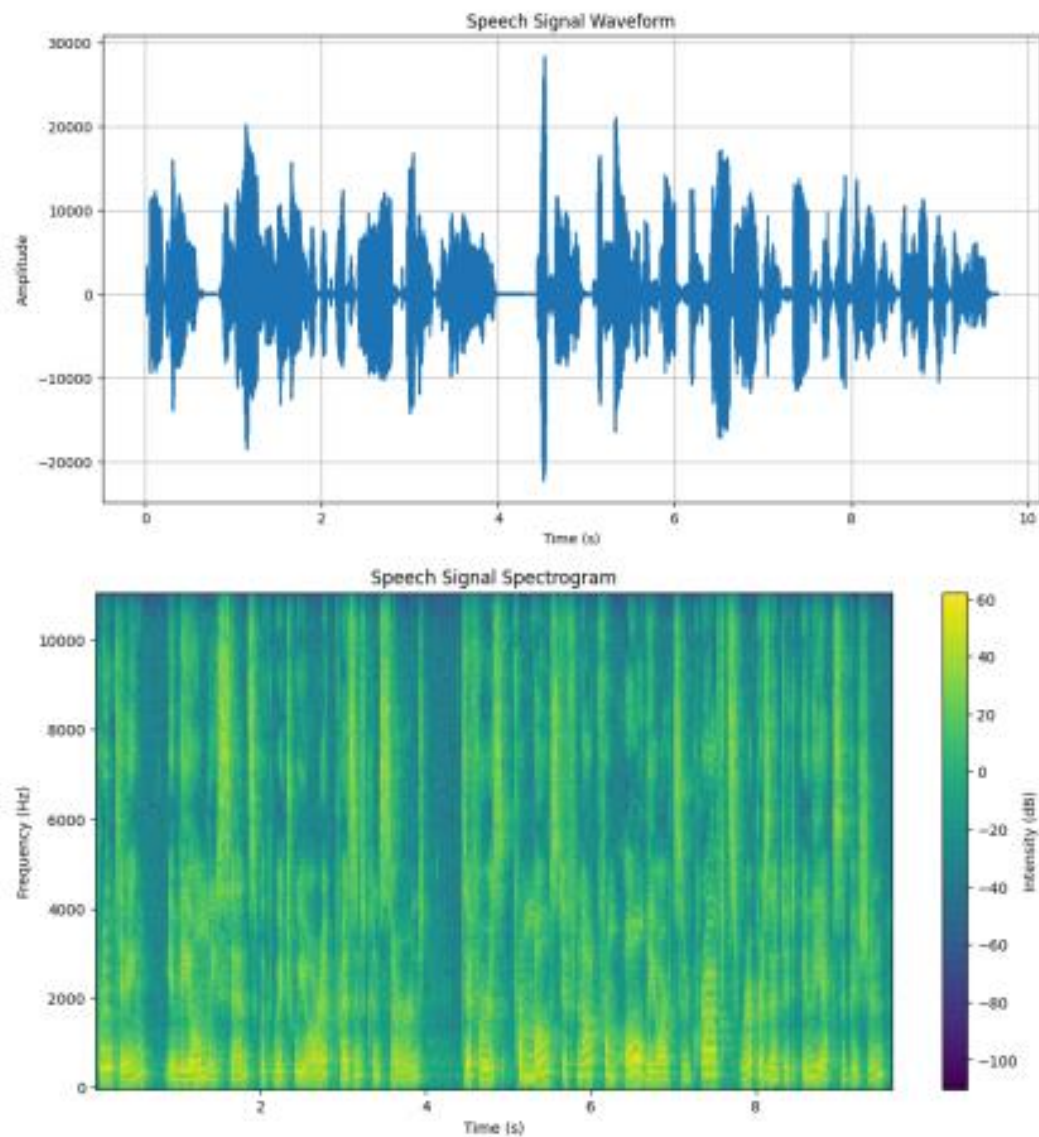 Speech Signal Waveform
30000
20000
10000
0
−10000
−20000
Amplitude
0 2 4 6 8 10
Time (s)
Speech Signal Spectrogram
10000
8000
6000
4000
2000
0
Frequency (Hz)
2 4 6 8
Time (s)
60
40
20
0
−20
−40
−60
−80
−100
Intensity (dB)